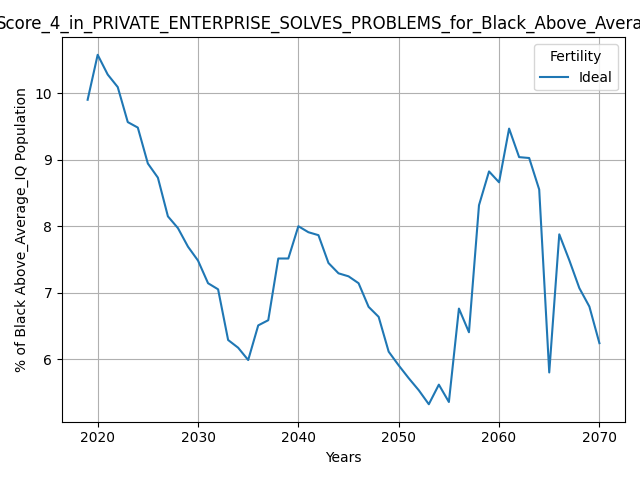 Score_4_in_PRIVATE_ENTERPRISE_SOLVES_PROBLEMS_for_Black_Above_Avera
% of Black Above_Average_IQ Population
Fertility
Ideal
10
9
8
7
6
2020 2030 2040 2050 2060 2070
Years